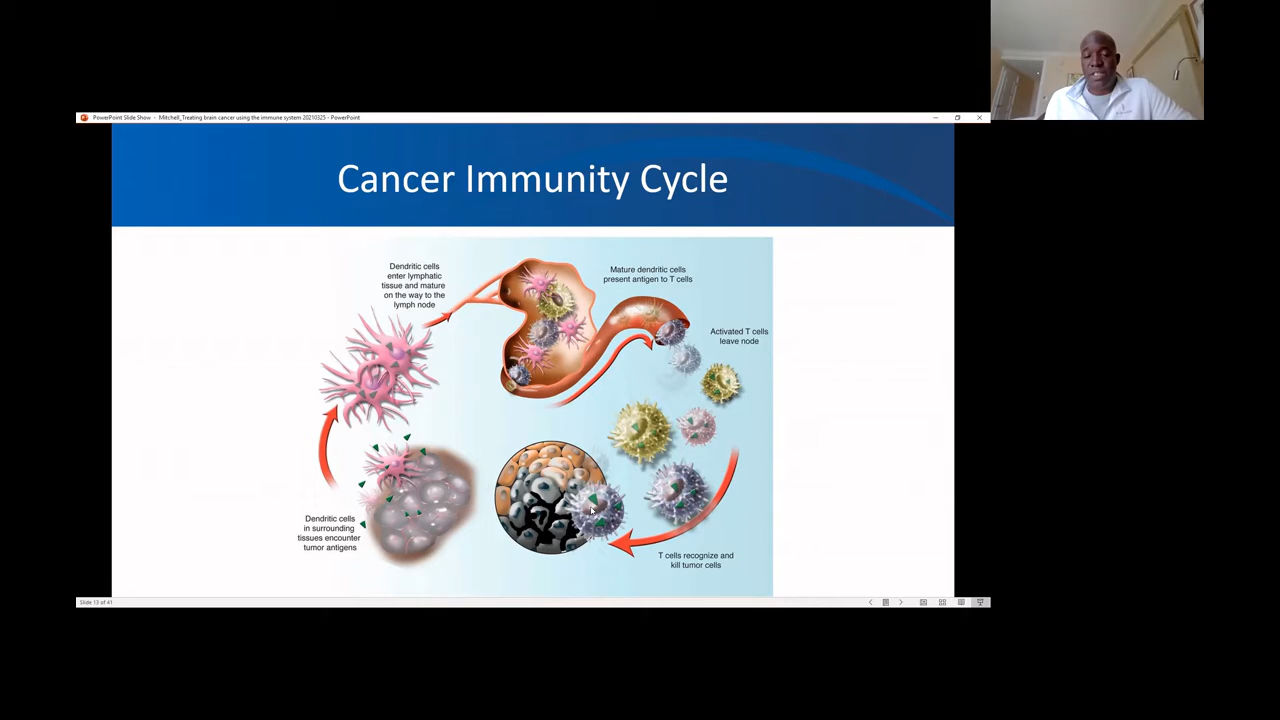 PowerPoint Slide Show - Mitchell_Treating brain cancer using the immune system 20210325 - PowerPoint
Cancer Immunity Cycle
Dendritic cells
enter lymphatic
tissue and mature
on the way to the
lymph node
Mature dendritic cells
present antigen to T cells
Activated T cells
leave node
Dendritic cells
in surrounding
tissues encounter
tumor antigens
T cells recognize and
kill tumor cells
Slide 13 of 41